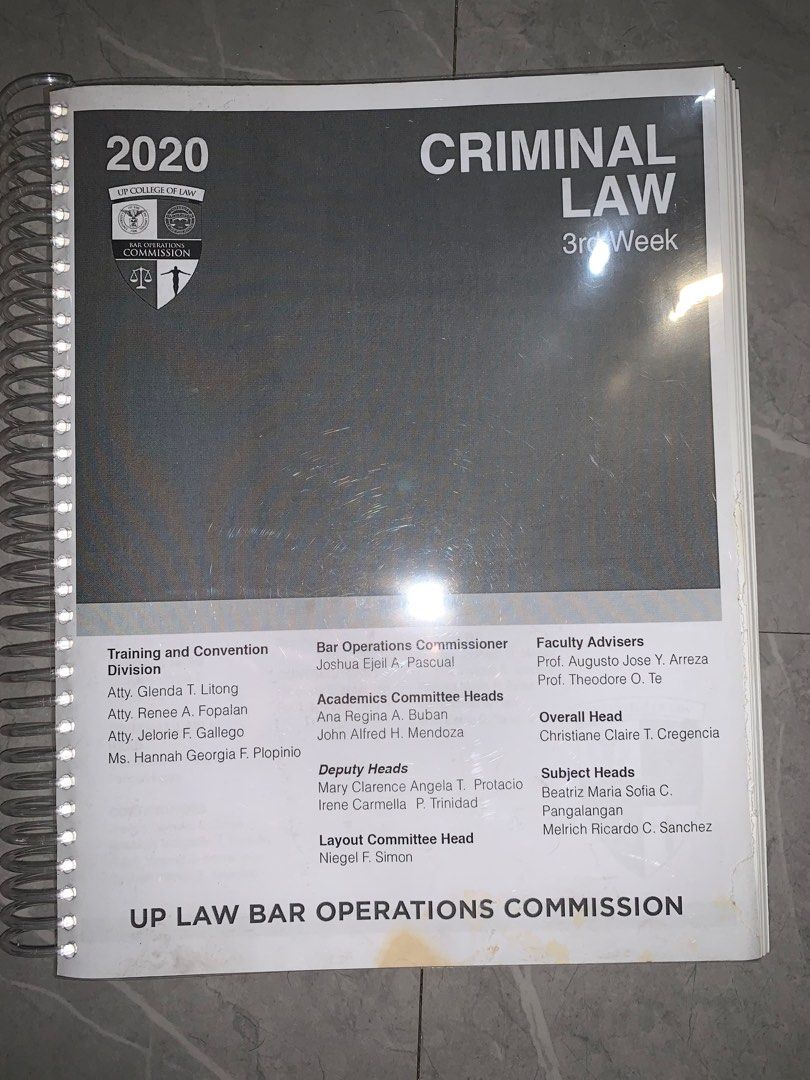 2020
UP COLLEGE OF LAW
BAR OPERATIONS
COMMISSION
CRIMINAL
LAW
3rd Week
Training and Convention
Division
Atty. Glenda T. Litong
Atty. Renee A. Fopalan
Atty. Jelorie F. Gallego
Ms. Hannah Georgia F. Plopinio
Bar Operations Commissioner
Joshua Ejeil A. Pascual
Academics Committee Heads
Ana Regina A. Buban
John Alfred H. Mendoza
Deputy Heads
Mary Clarence Angela T. Protacio
Irene Carmella P. Trinidad
Layout Committee Head
Niegel F. Simon
Faculty Advisers
Prof. Augusto Jose Y. Arreza
Prof. Theodore O. Te
Overall Head
Christiane Claire T. Cregencia
Subject Heads
Beatriz Maria Sofia C.
Pangalangan
Melrich Ricardo C. Sanchez
UP LAW BAR OPERATIONS COMMISSION